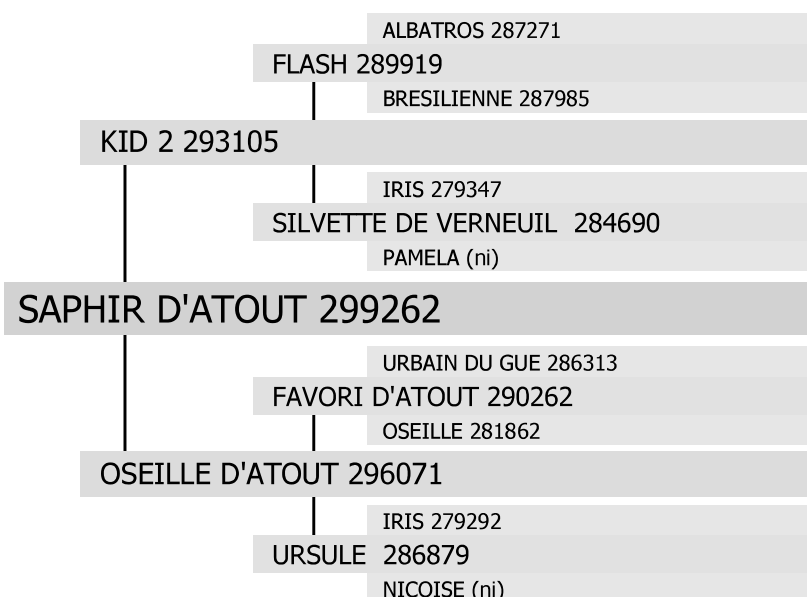 ALBATROS 287271
FLASH 289919
BRESILIENNE 287985
KID 2 293105
IRIS 279347
SILVETTE DE VERNEUIL  284690
PAMELA (ni)
SAPHIR D'ATOUT 299262
URBAIN DU GUE 286313
FAVORI D'ATOUT 290262
OSEILLE 281862
OSEILLE D'ATOUT 296071
IRIS 279292
URSULE  286879
NICOISE (ni)